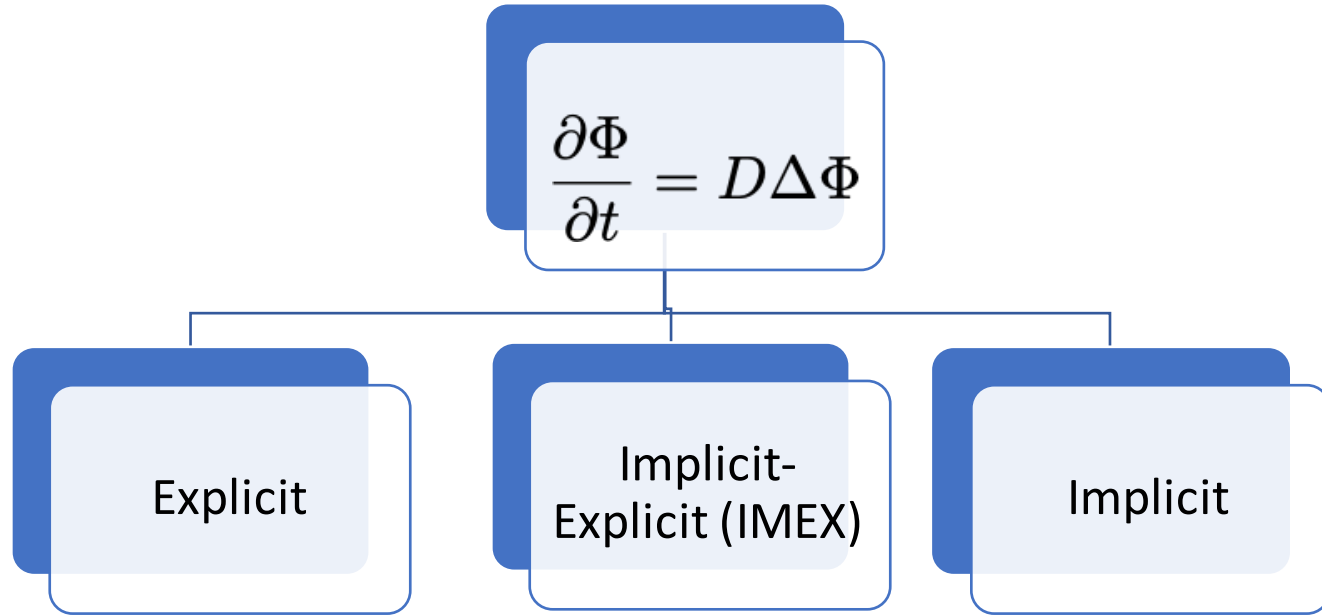 ∂Φ/∂t = DΔΦ
Explicit
Implicit-
Explicit (IMEX)
Implicit